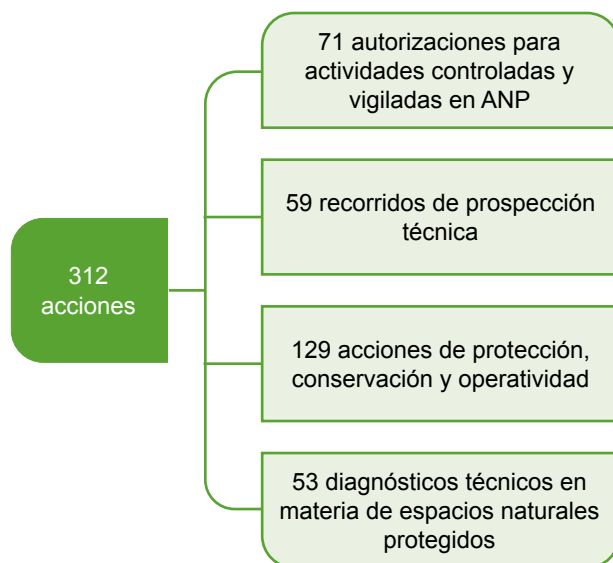 312
acciones
71 autorizaciones para
actividades controladas y
vigiladas en ANP
59 recorridos de prospección
técnica
129 acciones de protección,
conservación y operatividad
53 diagnósticos técnicos en
materia de espacios naturales
protegidos